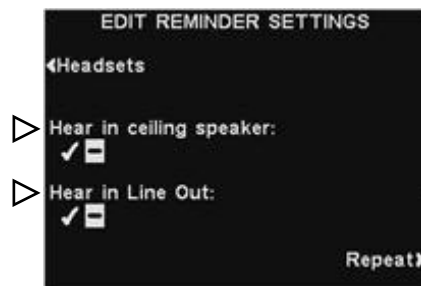 EDIT REMINDER SETTINGS
Headsets
Hear in ceiling speaker:
Hear in Line Out:
Repeat